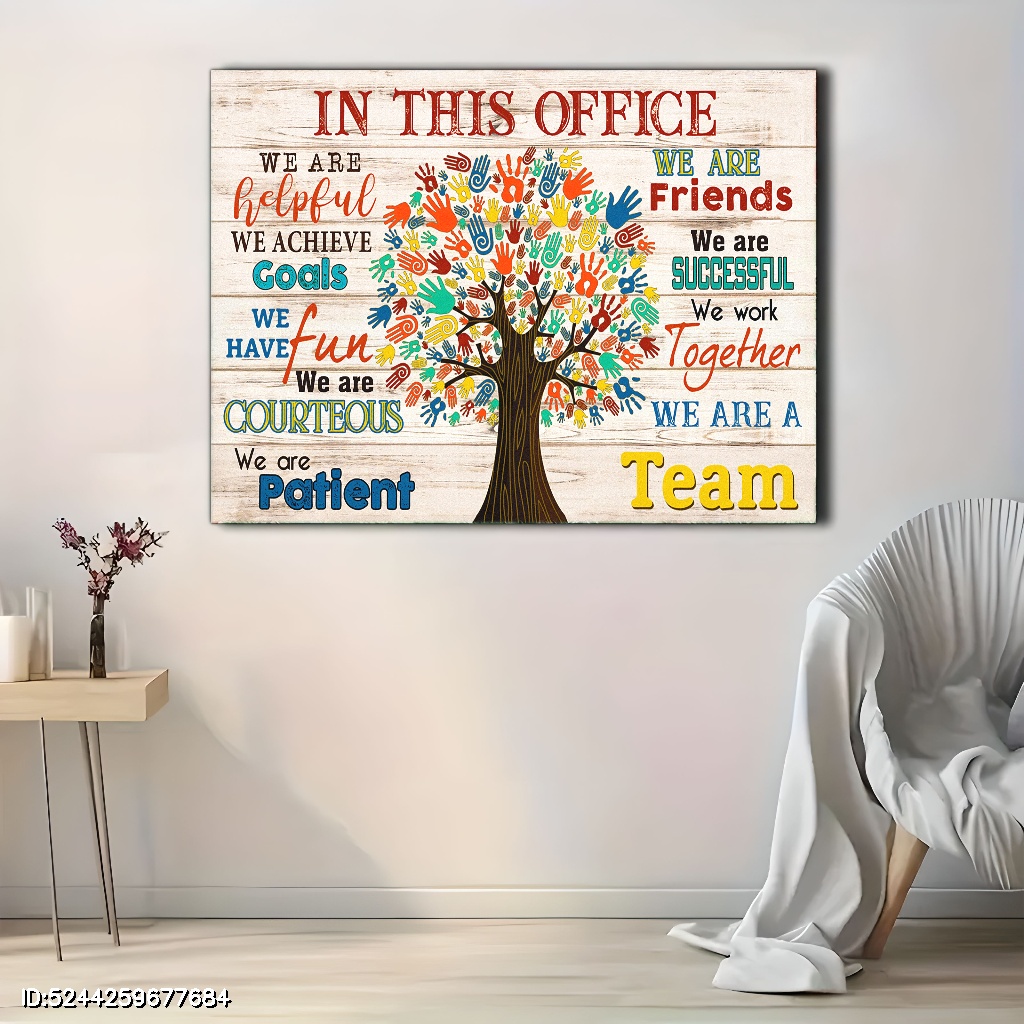 IN THIS OFFICE
WE ARE
helpful
WE ACHIEVE
Goals
WE
HAVE fun
We are
COURTEOUS
We are
Patient
WE ARE
Friends
We are
SUCCESSFUL
We work
Together
WE ARE A
Team
ID:5244259677684